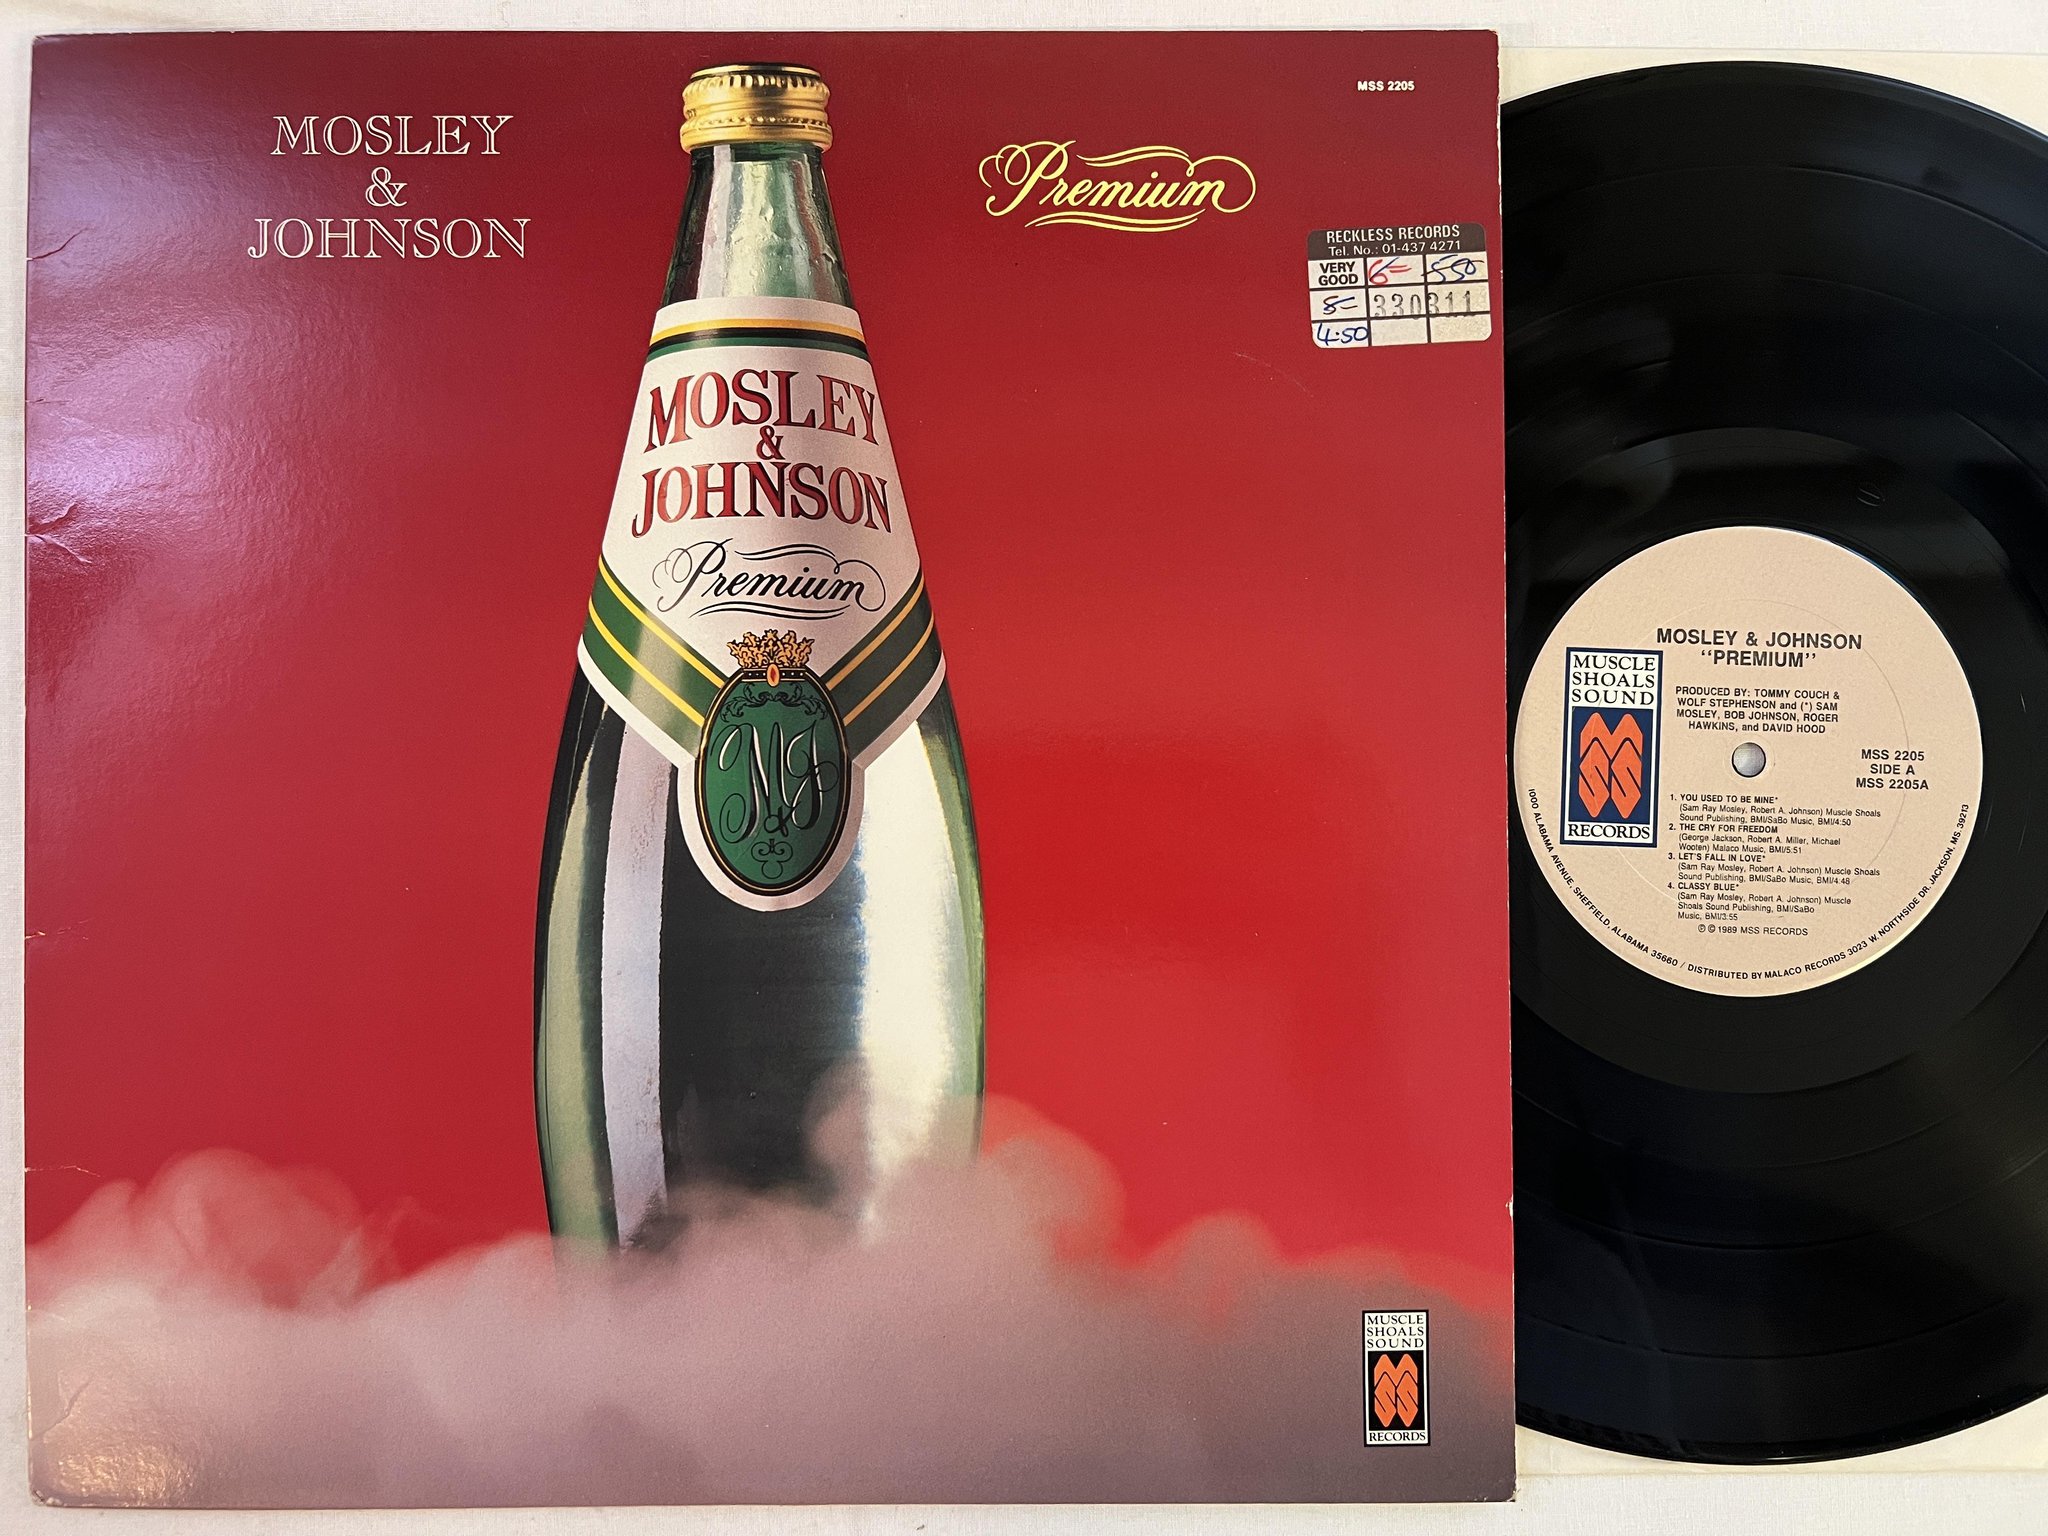 MOSLEY
&
JOHNSON
Premium
MSS 2205
RECKLESS RECORDS
Tel. No.: 01-437 4271
VERY
GOOD
6=
550
5-
330311
4.50
MOSLEY
&
JOHNSON
Premium
M&J
MUSCLE
SHOALS
SOUND
RECORDS
MOSLEY & JOHNSON
"PREMIUM"
PRODUCED BY: TOMMY COUCH &
WOLF STEPHENSON and (*) SAM
MOSLEY, BOB JOHNSON, ROGER
HAWKINS, and DAVID HOOD
MUSCLE
SHOALS
SOUND
MSS
RECORDS
MSS 2205
SIDE A
MSS 2205A
1. YOU USED TO BE MINE*
(Sam Ray Mosley, Robert A. Johnson) Muscle Shoals
Sound Publishing, BMI/SaBo Music, BMI/4:50
2. THE CRY FOR FREEDOM
(George Jackson, Robert A. Miller, Michael
Wooten) Malaco Music, BMI/5:51
3. LET'S FALL IN LOVE*
(Sam Ray Mosley, Robert A. Johnson) Muscle Shoals
Sound Publishing, BMI/SaBo Music, BMI/4:48
4. CLASSY BLUE*
(Sam Ray Mosley, Robert A. Johnson) Muscle
Shoals Sound Publishing, BMI/SaBo
Music, BMI/3:55
℗ © 1989 MSS RECORDS
1000 ALABAMA AVENUE, SHEFFIELD, ALABAMA 35660 / DISTRIBUTED BY MALACO RECORDS 3023 W. NORTHSIDE DR. JACKSON, MS. 39213